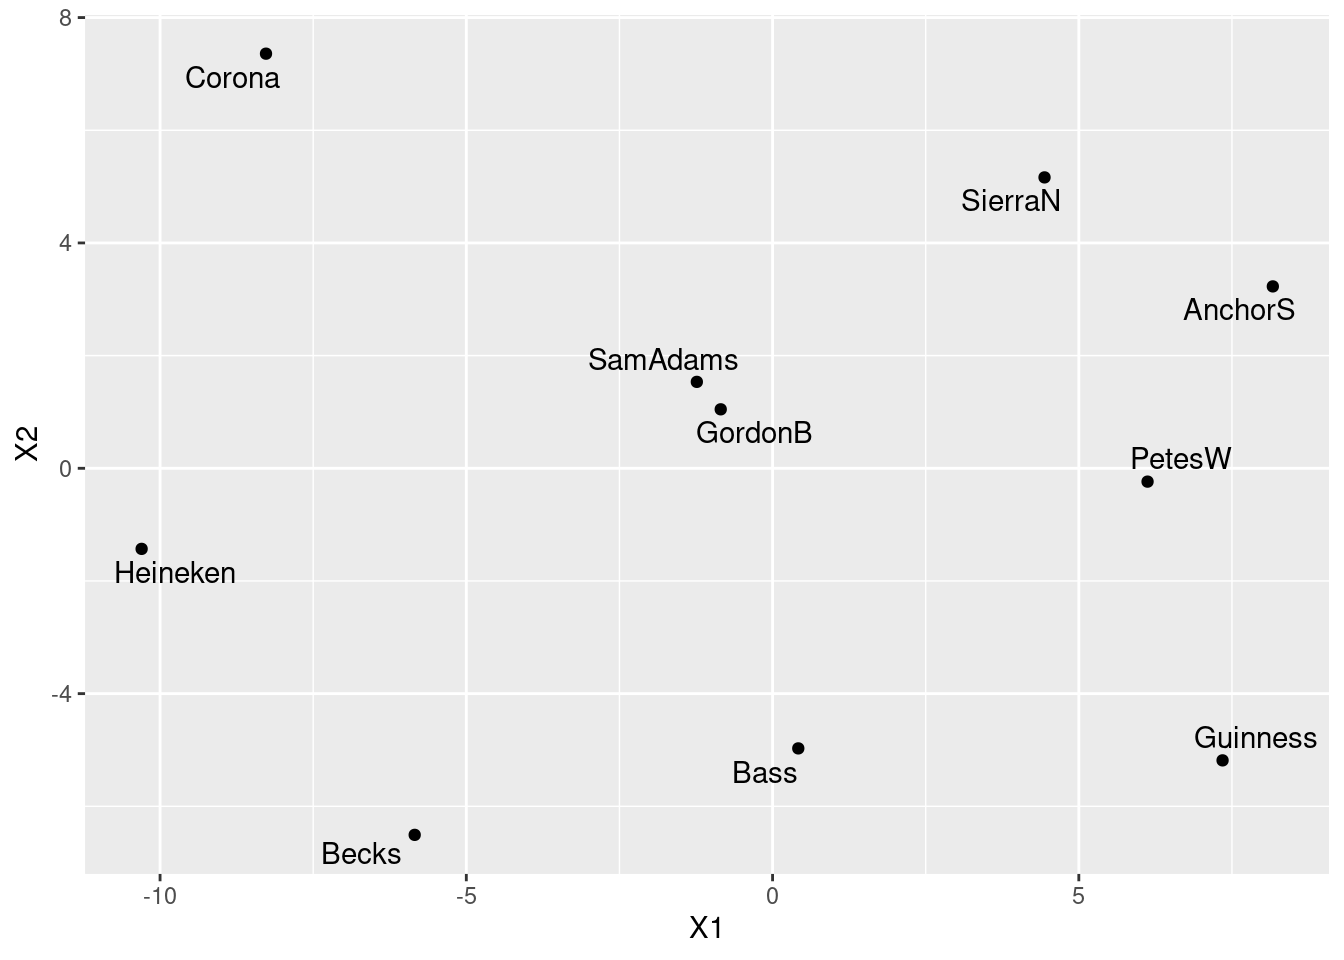 8
Corona
SierraN
4
AnchorS
SamAdams
GordonB
X2
PetesW
0
Heineken
-4
Guinness
Bass
Becks
-10 -5 0 5
X1